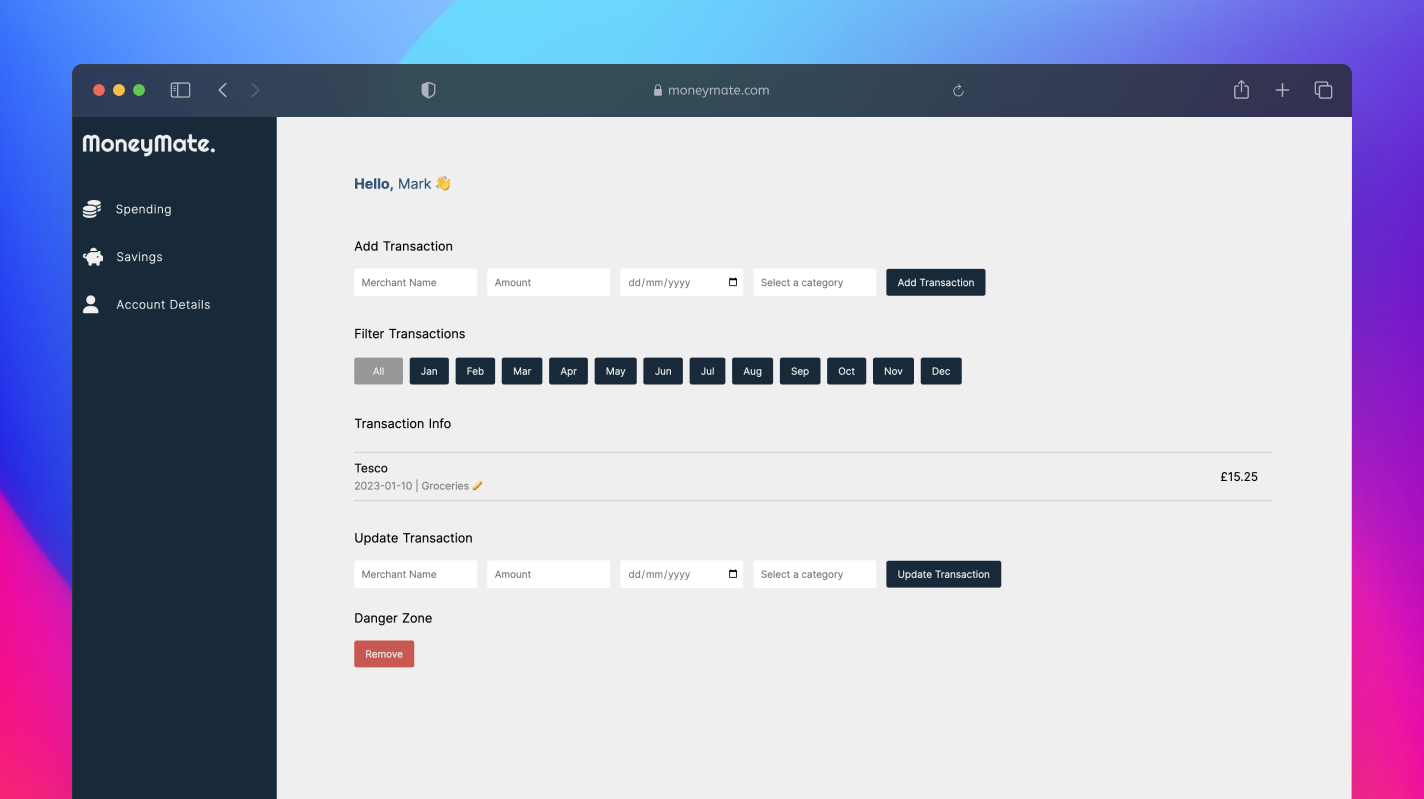 moneymate.com
MoneyMate.
Spending
Savings
Account Details
Hello, Mark 👋
Add Transaction
Merchant Name Amount dd/mm/yyyy Select a category Add Transaction
Filter Transactions
All Jan Feb Mar Apr May Jun Jul Aug Sep Oct Nov Dec
Transaction Info
Tesco
2023-01-10 | Groceries 🥖
£15.25
Update Transaction
Merchant Name Amount dd/mm/yyyy Select a category Update Transaction
Danger Zone
Remove